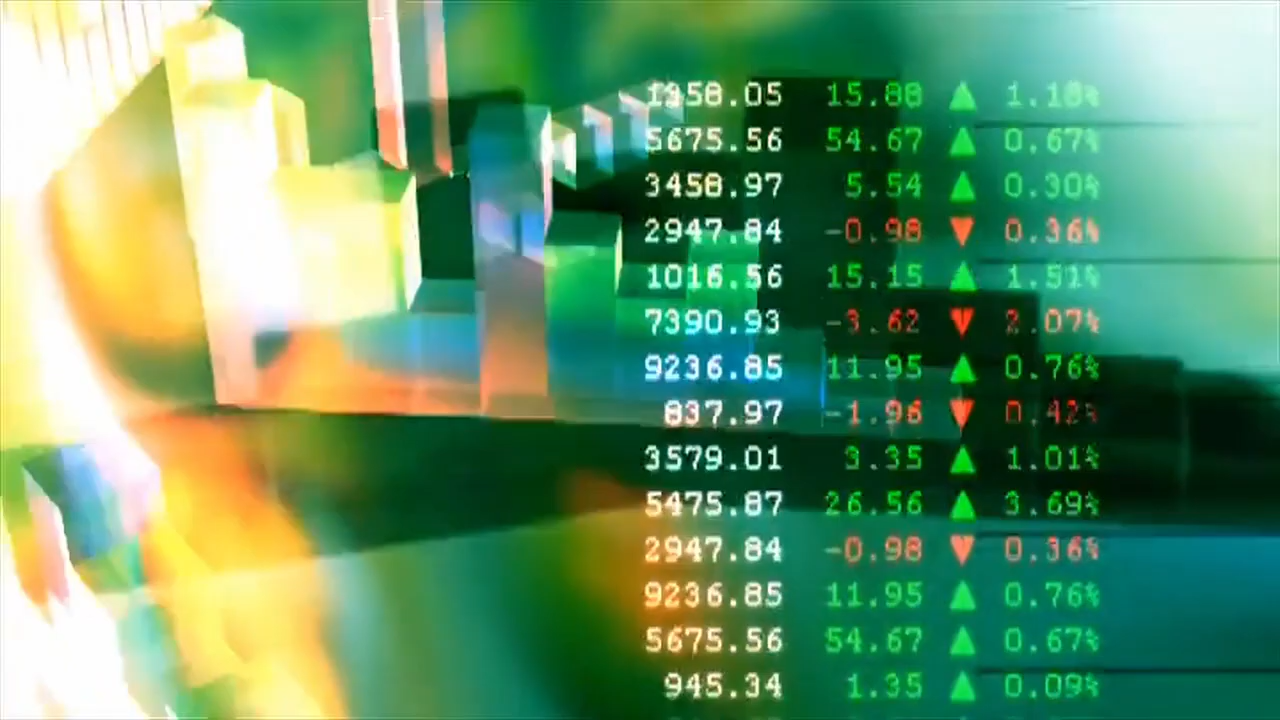 1358.05 15.88 ▲ 1.18%
5675.56 54.67 ▲ 0.67%
3458.97 5.54 ▲ 0.30%
2947.84 -0.98 ▼ 0.36%
1016.56 15.15 ▲ 1.51%
7390.93 -3.62 ▼ 2.07%
9236.85 11.95 ▲ 0.76%
837.97 -1.96 ▼ 0.42%
3579.01 3.35 ▲ 1.01%
5475.87 26.56 ▲ 3.69%
2947.84 -0.98 ▼ 0.36%
9236.85 11.95 ▲ 0.76%
5675.56 54.67 ▲ 0.67%
945.34 1.35 ▲ 0.09%